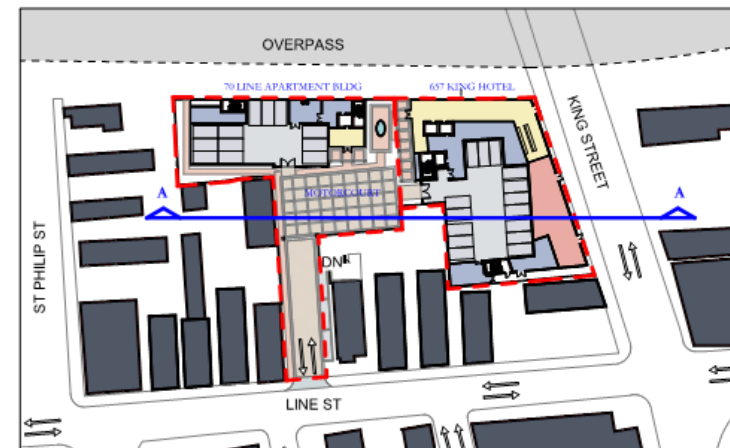 OVERPASS
70 LINE APARTMENT BLDG
657 KING HOTEL
KING STREET
A
MOTORCOURT
A
ST PHILIP ST
DN
LINE ST